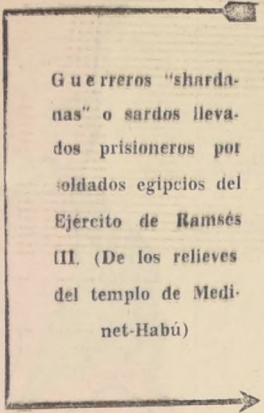 Guerreros "sharda-
nas" o sardos lleva-
dos prisioneros por
soldados egipcios del
Ejército de Ramsés
III. (De los relieves
del templo de Medi-
net-Habú)